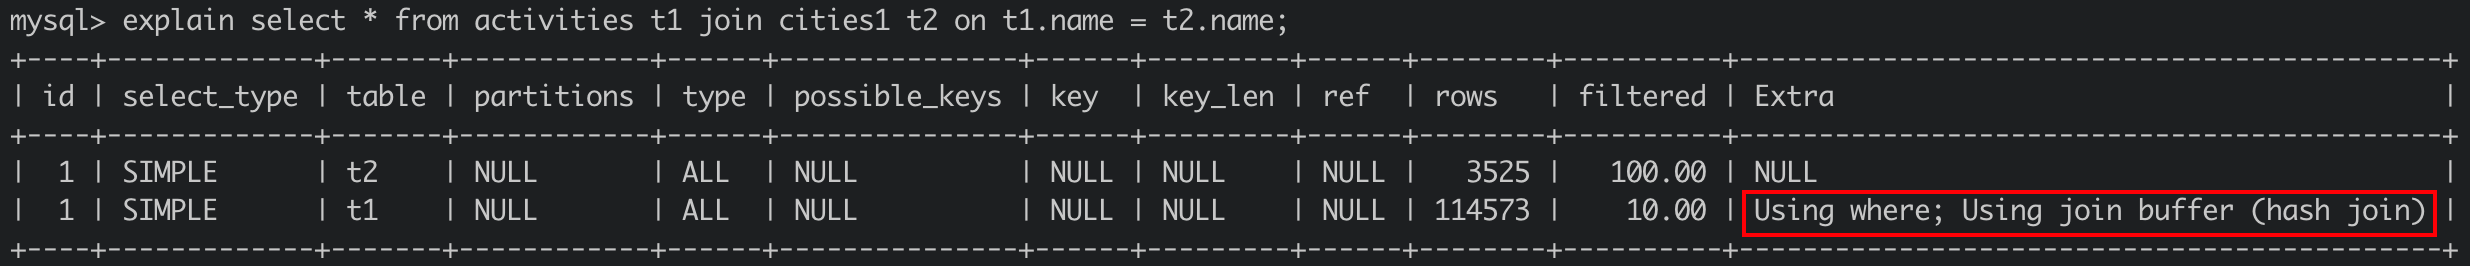 mysql> explain select * from activities t1 join cities1 t2 on t1.name = t2.name;
+----+-------------+-------+------------+------+---------------+------+---------+------+--------+----------+--------------------------------------------+
| id | select_type | table | partitions | type | possible_keys | key  | key_len | ref  | rows   | filtered | Extra                                      |
+----+-------------+-------+------------+------+---------------+------+---------+------+--------+----------+--------------------------------------------+
|  1 | SIMPLE      | t2    | NULL       | ALL  | NULL          | NULL | NULL    | NULL |   3525 |   100.00 | NULL                                       |
|  1 | SIMPLE      | t1    | NULL       | ALL  | NULL          | NULL | NULL    | NULL | 114573 |    10.00 | Using where; Using join buffer (hash join) |
+----+-------------+-------+------------+------+---------------+------+---------+------+--------+----------+--------------------------------------------+